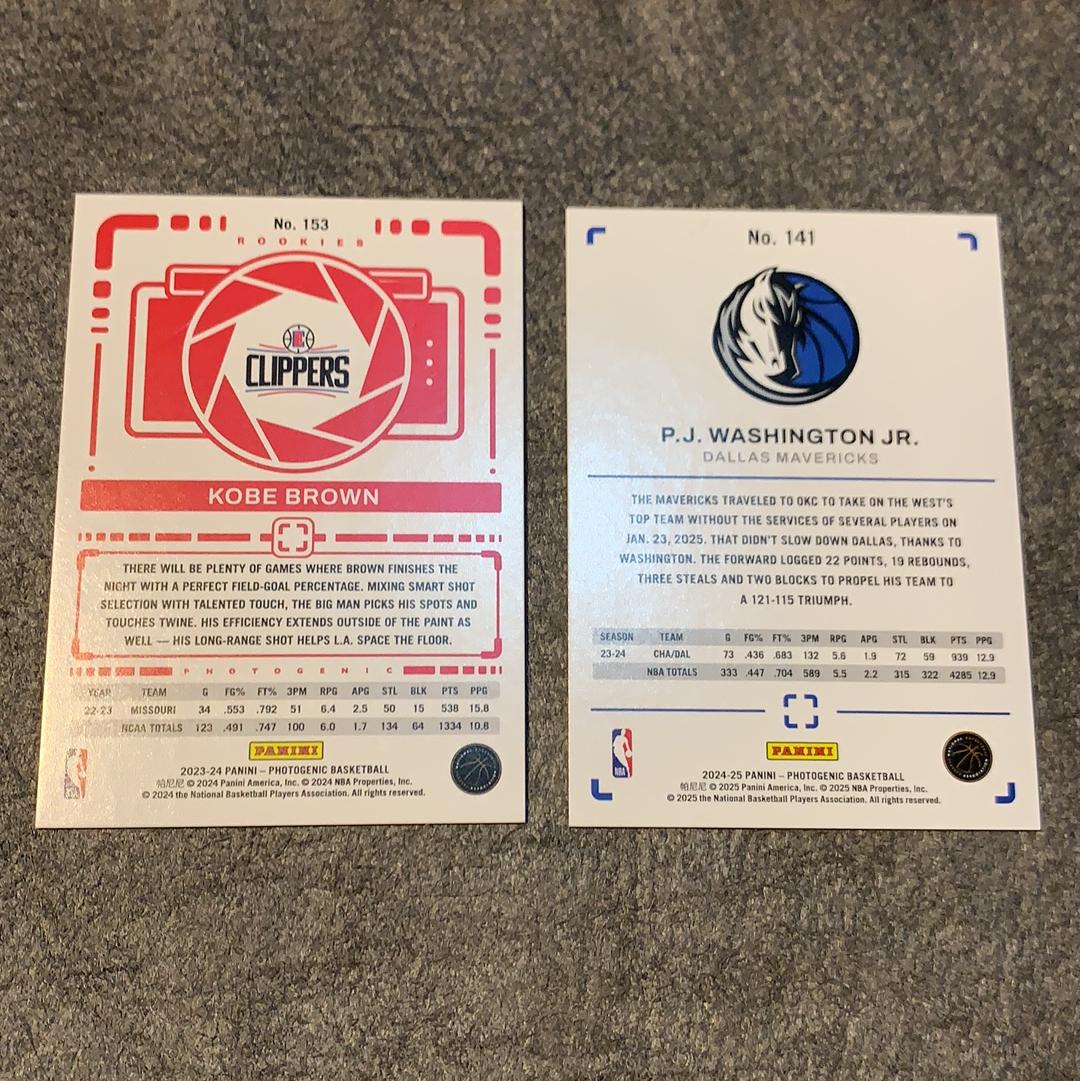 No. 153
ROOKIES
CLIPPERS
KOBE BROWN
THERE WILL BE PLENTY OF GAMES WHERE BROWN FINISHES THE
NIGHT WITH A PERFECT FIELD-GOAL PERCENTAGE. MIXING SMART SHOT
SELECTION WITH TALENTED TOUCH, THE BIG MAN PICKS HIS SPOTS AND
TOUCHES TWINE. HIS EFFICIENCY EXTENDS OUTSIDE OF THE PAINT AS
WELL — HIS LONG-RANGE SHOT HELPS L.A. SPACE THE FLOOR.
PHOTOGENIC
YEAR TEAM G FG% FT% 3PM RPG APG STL BLK PTS PPG
22-23 MISSOURI 34 .553 .792 51 6.4 2.5 50 15 538 15.8
NCAA TOTALS 123 .491 .747 100 6.0 1.7 134 64 1334 10.8
PANINI
2023-24 PANINI – PHOTOGENIC BASKETBALL
帕尼尼 © 2024 Panini America, Inc. © 2024 NBA Properties, Inc.
© 2024 the National Basketball Players Association. All rights reserved.
No. 141
P.J. WASHINGTON JR.
DALLAS MAVERICKS
THE MAVERICKS TRAVELED TO OKC TO TAKE ON THE WEST'S
TOP TEAM WITHOUT THE SERVICES OF SEVERAL PLAYERS ON
JAN. 23, 2025. THAT DIDN'T SLOW DOWN DALLAS, THANKS TO
WASHINGTON. THE FORWARD LOGGED 22 POINTS, 19 REBOUNDS,
THREE STEALS AND TWO BLOCKS TO PROPEL HIS TEAM TO
A 121-115 TRIUMPH.
SEASON TEAM G FG% FT% 3PM RPG APG STL BLK PTS PPG
23-24 CHA/DAL 73 .436 .683 132 5.6 1.9 72 59 939 12.9
NBA TOTALS 333 .447 .704 589 5.5 2.2 315 322 4285 12.9
PANINI
NBA
2024-25 PANINI – PHOTOGENIC BASKETBALL
帕尼尼 © 2025 Panini America, Inc. © 2025 NBA Properties, Inc.
© 2025 the National Basketball Players Association. All rights reserved.